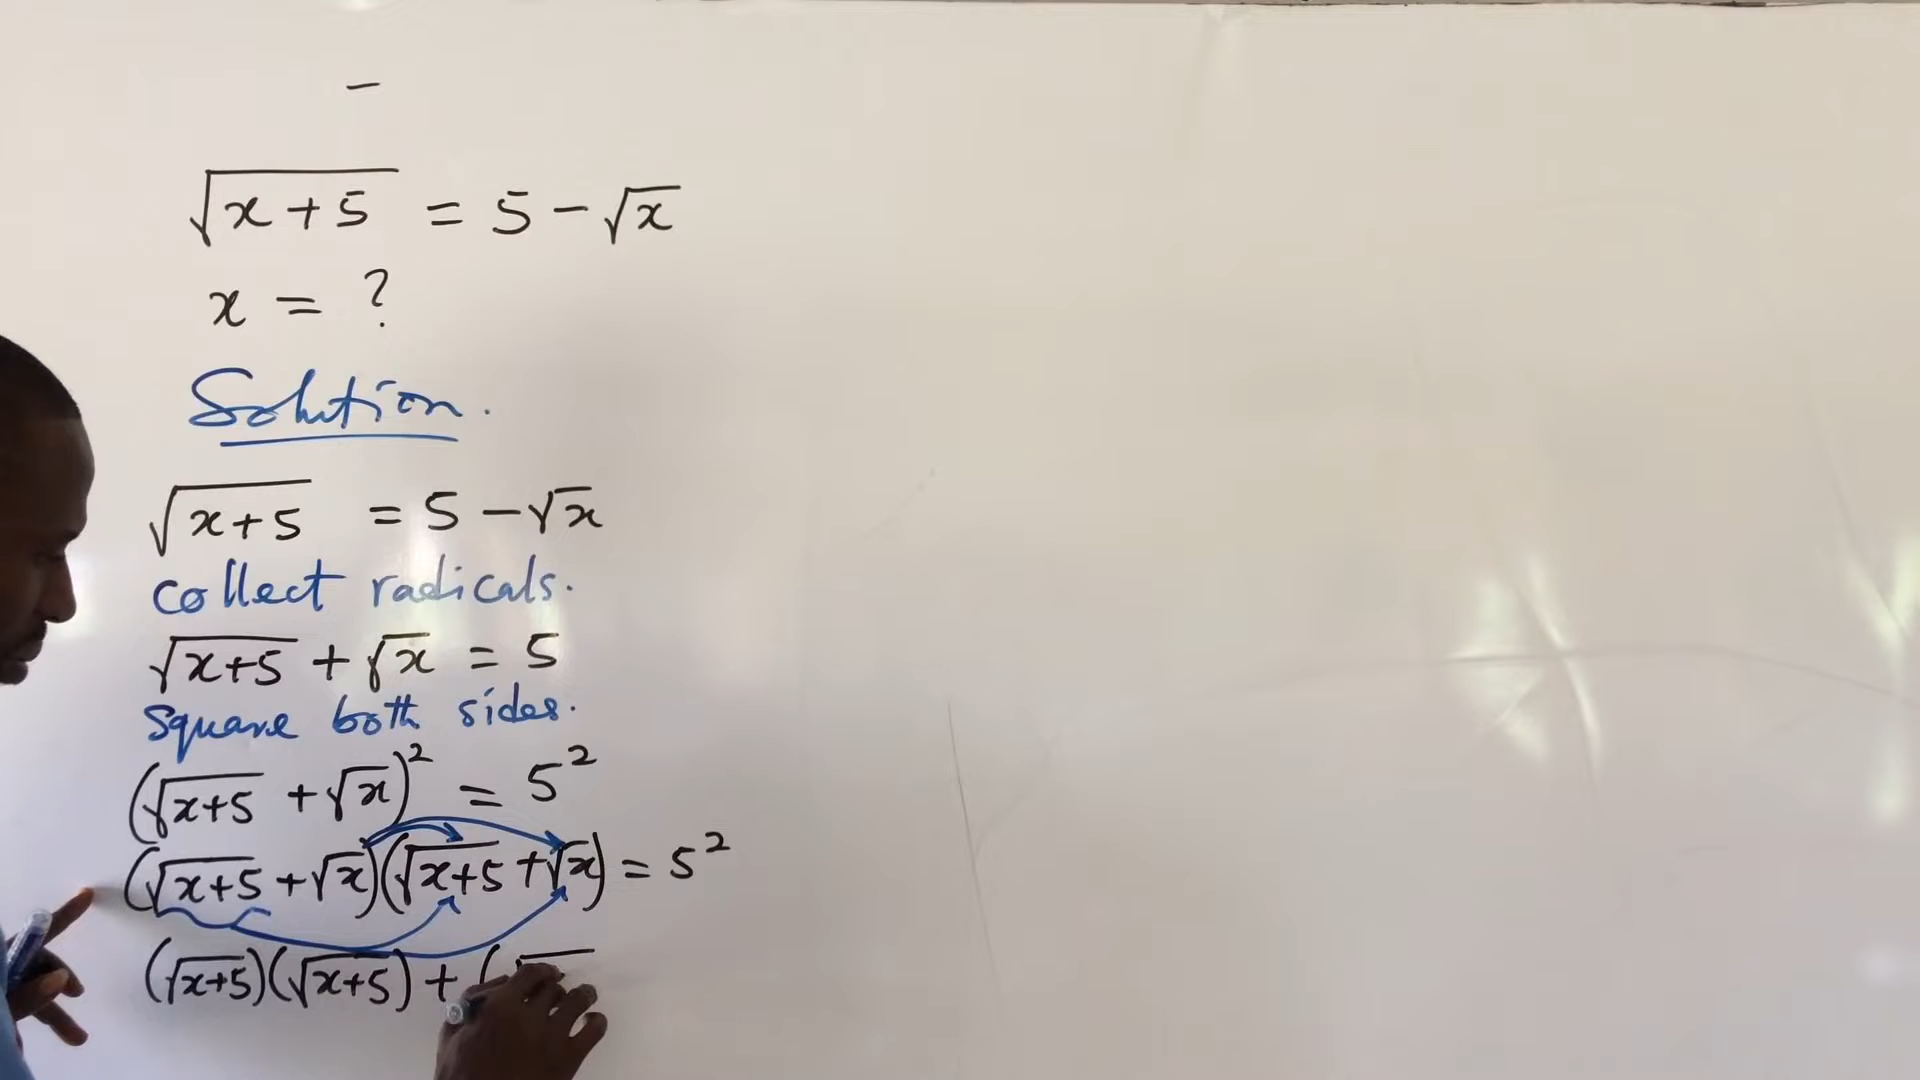 √(x+5) = 5 - √x
x = ?
Solution.
√(x+5) = 5 - √x
collect radicals.
√(x+5) + √x = 5
square both sides.
(√(x+5) + √x)² = 5²
(√(x+5) + √x)(√(x+5) + √x) = 5²
(√(x+5))(√(x+5)) + (√